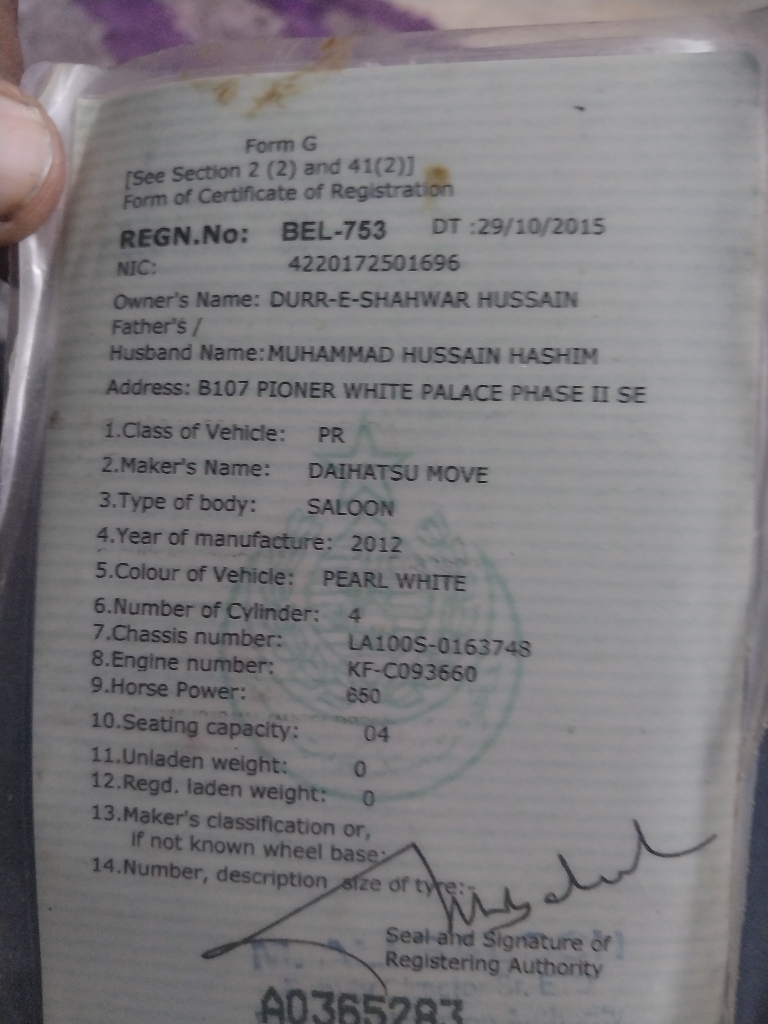 Form G
[See Section 2 (2) and 41(2)]
Form of Certificate of Registration
REGN.No: BEL-753 DT :29/10/2015
NIC: 4220172501696
Owner's Name: DURR-E-SHAHWAR HUSSAIN
Father's /
Husband Name:MUHAMMAD HUSSAIN HASHIM
Address: B107 PIONER WHITE PALACE PHASE II SE
1.Class of Vehicle: PR
2.Maker's Name: DAIHATSU MOVE
3.Type of body: SALOON
4.Year of manufacture: 2012
5.Colour of Vehicle: PEARL WHITE
6.Number of Cylinder: 4
7.Chassis number: LA100S-0163748
8.Engine number: KF-C093660
9.Horse Power: 650
10.Seating capacity: 04
11.Unladen weight: 0
12.Regd. laden weight: 0
13.Maker's classification or,
if not known wheel base:
14.Number, description size of tyre:-
Seal and Signature of
Registering Authority
A0365283